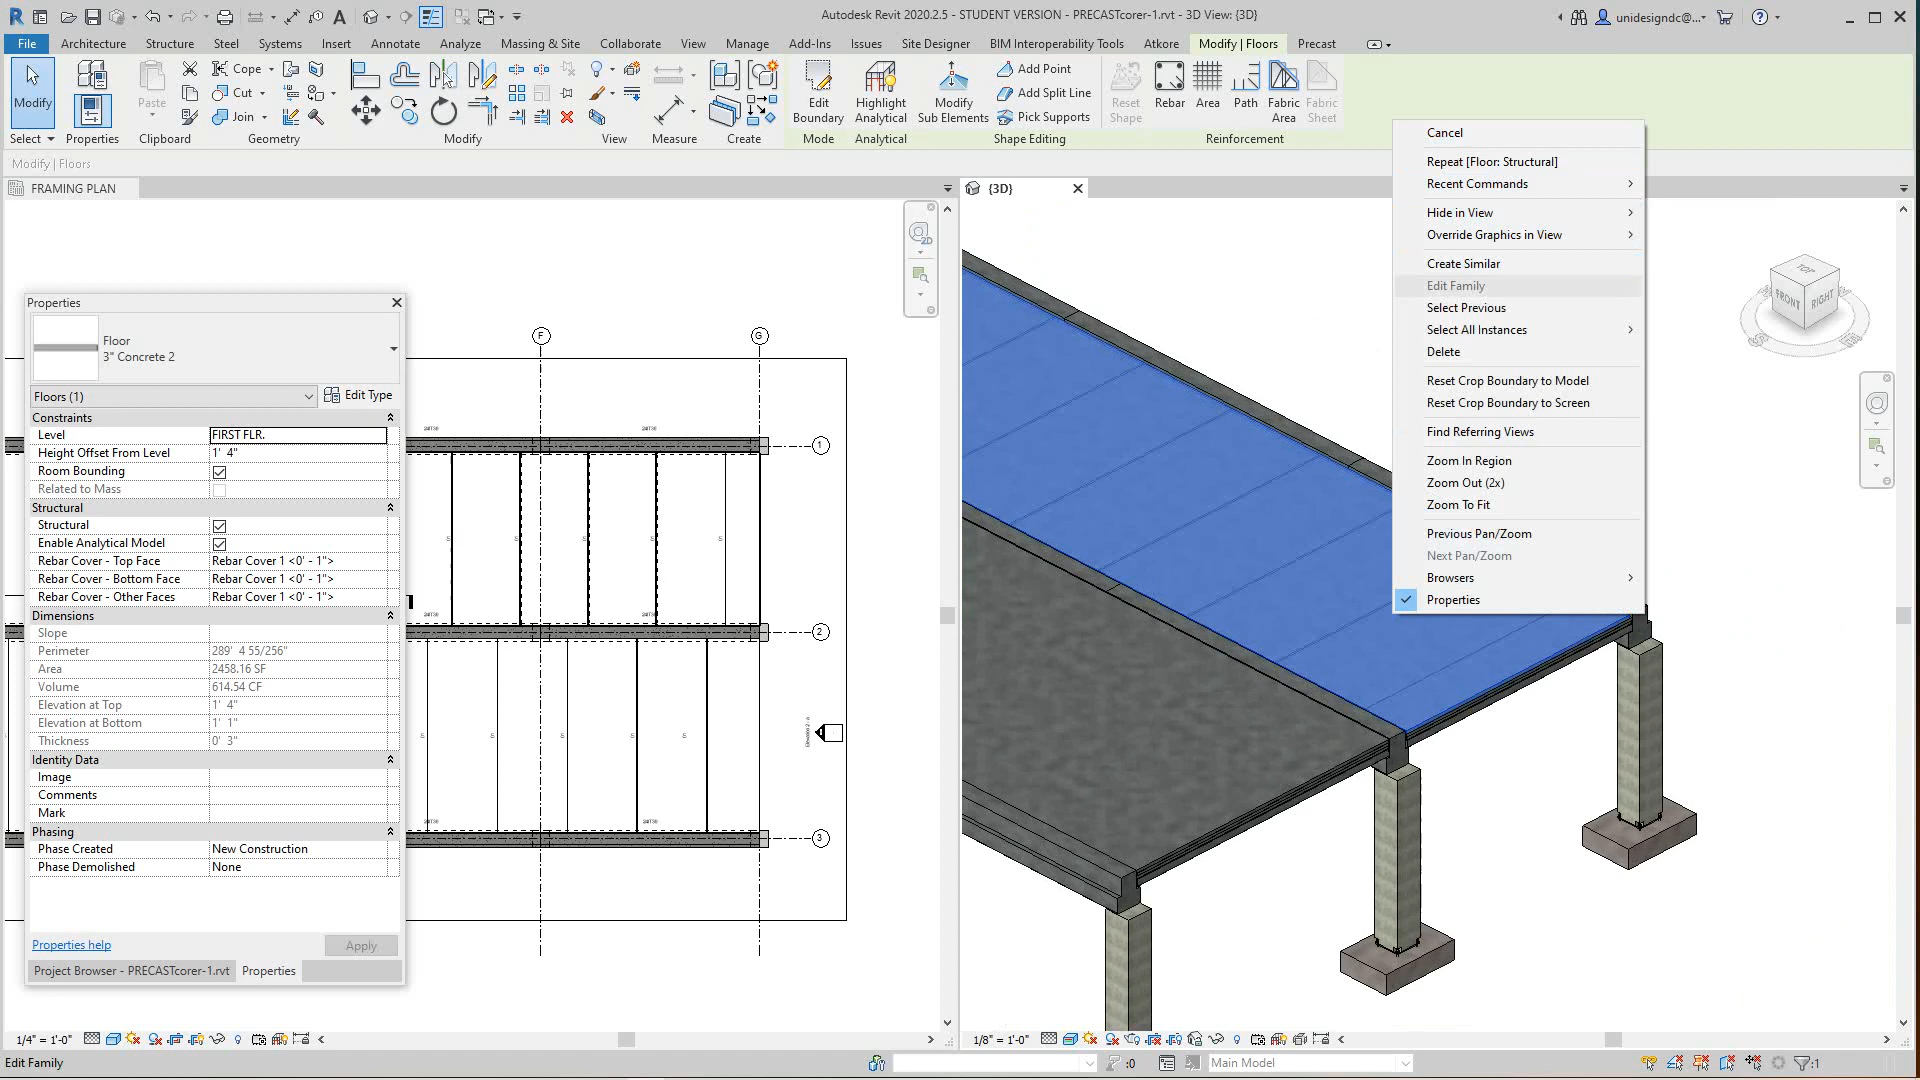 Autodesk Revit 2020.2.5 - STUDENT VERSION - PRECASTcorer-1.rvt - 3D View: {3D}
unidesigndc@...
File Architecture Structure Steel Systems Insert Annotate Analyze Massing & Site Collaborate View Manage Add-Ins Issues Site Designer BIM Interoperability Tools Atkore Modify | Floors Precast
Modify
Paste
Cope
Cut
Join
Edit Boundary
Highlight Analytical
Modify Sub Elements
Add Point
Add Split Line
Pick Supports
Reset Shape
Rebar
Area
Path
Fabric Area
Fabric Sheet
Select Properties Clipboard Geometry Modify View Measure Create Mode Analytical Shape Editing Reinforcement
Modify | Floors
FRAMING PLAN
{3D}
2D
Properties
Floor
3" Concrete 2
Floors (1)
Edit Type
Constraints
Level FIRST FLR.
Height Offset From Level 1' 4"
Room Bounding
Related to Mass
Structural
Structural
Enable Analytical Model
Rebar Cover - Top Face Rebar Cover 1 <0' - 1">
Rebar Cover - Bottom Face Rebar Cover 1 <0' - 1">
Rebar Cover - Other Faces Rebar Cover 1 <0' - 1">
Dimensions
Slope
Perimeter 289' 4 55/256"
Area 2458.16 SF
Volume 614.54 CF
Elevation at Top 1' 4"
Elevation at Bottom 1' 1"
Thickness 0' 3"
Identity Data
Image
Comments
Mark
Phasing
Phase Created New Construction
Phase Demolished None
Properties help
Apply
Project Browser - PRECASTcorer-1.rvt
Properties
F
G
1
2
3
Cancel
Repeat [Floor: Structural]
Recent Commands
Hide in View
Override Graphics in View
Create Similar
Edit Family
Select Previous
Select All Instances
Delete
Reset Crop Boundary to Model
Reset Crop Boundary to Screen
Find Referring Views
Zoom In Region
Zoom Out (2x)
Zoom To Fit
Previous Pan/Zoom
Next Pan/Zoom
Browsers
Properties
TOP
FRONT
RIGHT
1/4" = 1'-0"
1/8" = 1'-0"
Edit Family
:0
Main Model
:1